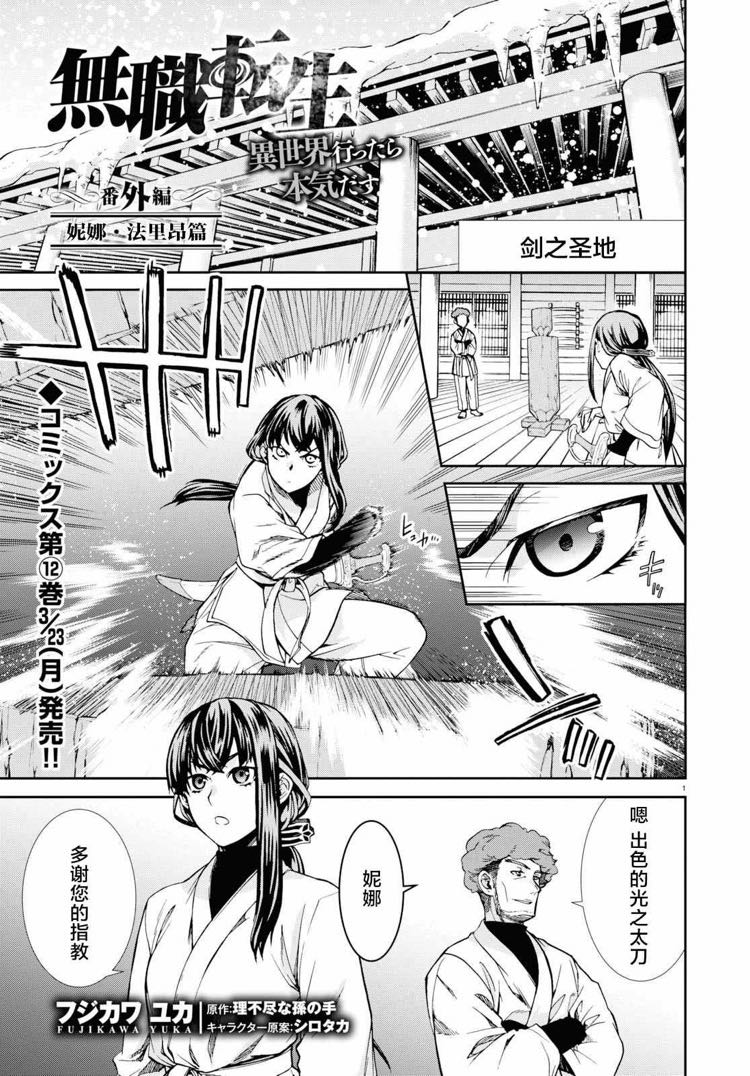 無職転生
異世界行ったら
本気だす
番外編
妮娜・法里昂篇
剑之圣地
キッ
ヒュカッ
◆コミックス第⑫巻3/23(月)発売!!
1
嗯 出色的光之太刀
妮娜
多谢您的指教
フジカワ ユカ
FUJIKAWA YUKA
原作:理不尽な孫の手
キャラクター原案:シロタカ